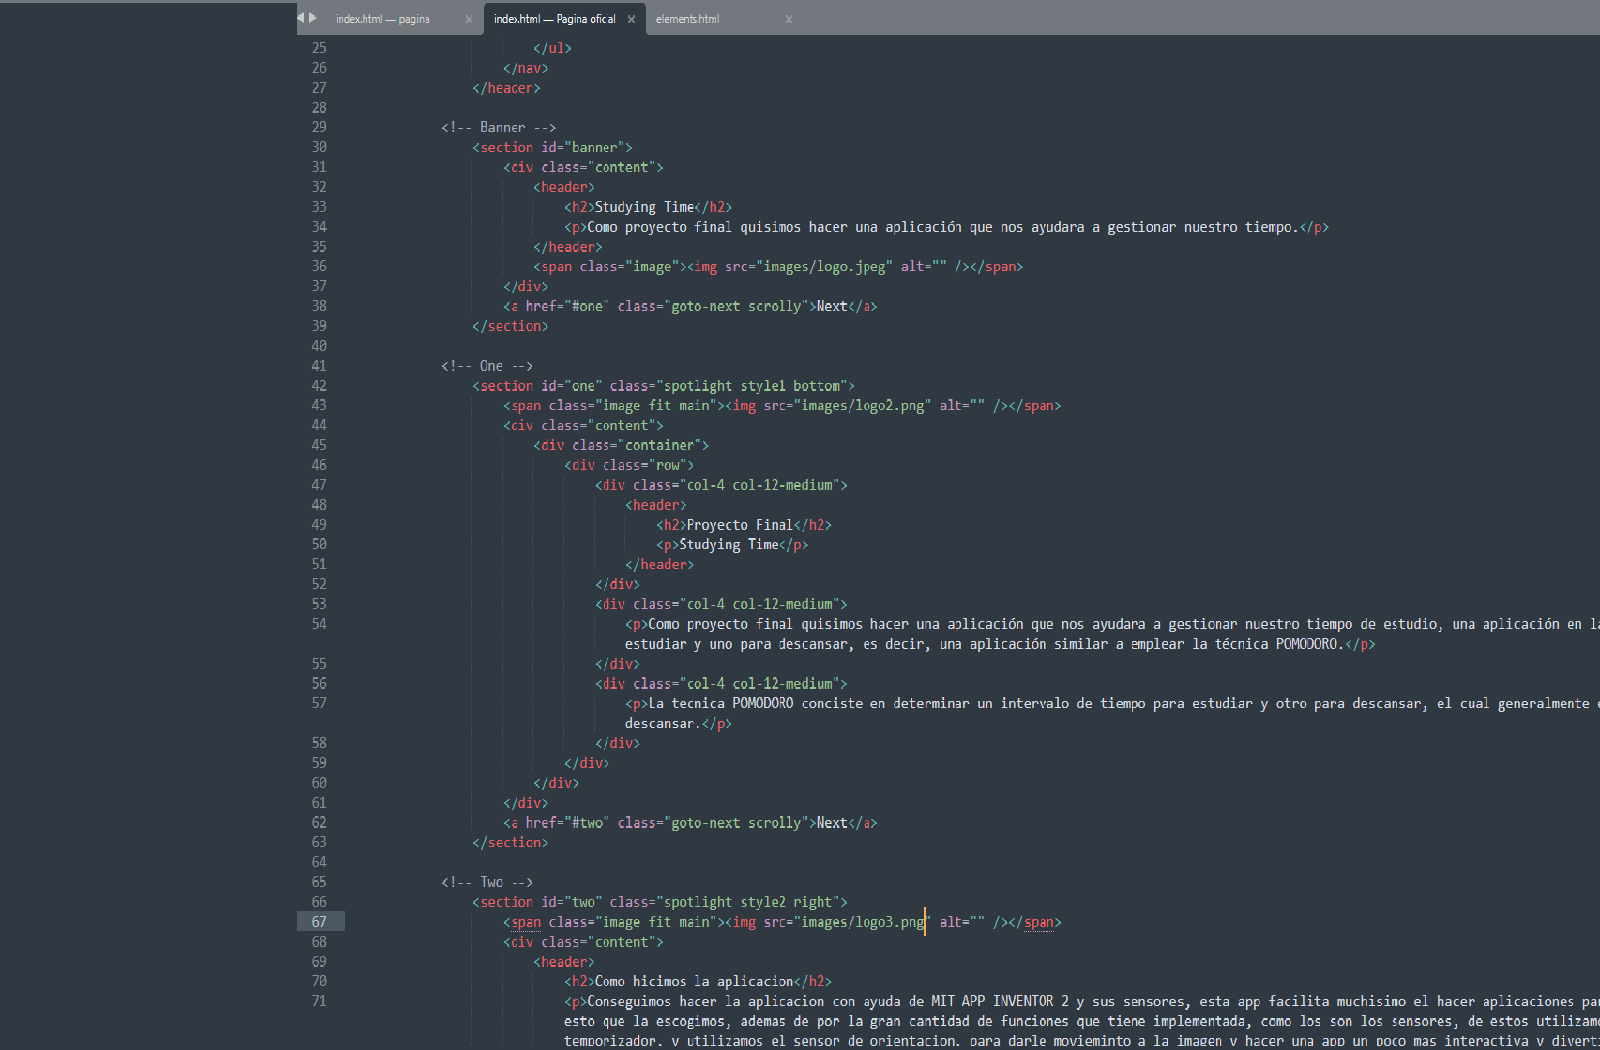 index.html — pagina
index.html — Pagina ofical
elements.html
25 </ul>
26 </nav>
27 </header>
28
29 <!-- Banner -->
30 <section id="banner">
31 <div class="content">
32 <header>
33 <h2>Studying Time</h2>
34 <p>Como proyecto final quisimos hacer una aplicación que nos ayudara a gestionar nuestro tiempo.</p>
35 </header>
36 <span class="image"><img src="images/logo.jpeg" alt="" /></span>
37 </div>
38 <a href="#one" class="goto-next scrolly">Next</a>
39 </section>
40
41 <!-- One -->
42 <section id="one" class="spotlight style1 bottom">
43 <span class="image fit main"><img src="images/logo2.png" alt="" /></span>
44 <div class="content">
45 <div class="container">
46 <div class="row">
47 <div class="col-4 col-12-medium">
48 <header>
49 <h2>Proyecto Final</h2>
50 <p>Studying Time</p>
51 </header>
52 </div>
53 <div class="col-4 col-12-medium">
54 <p>Como proyecto final quisimos hacer una aplicación que nos ayudara a gestionar nuestro tiempo de estudio, una aplicación en
estudiar y uno para descansar, es decir, una aplicación similar a emplear la técnica POMODORO.</p>
55 </div>
56 <div class="col-4 col-12-medium">
57 <p>La tecnica POMODORO conciste en determinar un intervalo de tiempo para estudiar y otro para descansar, el cual generalmente
descansar.</p>
58 </div>
59 </div>
60 </div>
61 </div>
62 <a href="#two" class="goto-next scrolly">Next</a>
63 </section>
64
65 <!-- Two -->
66 <section id="two" class="spotlight style2 right">
67 <span class="image fit main"><img src="images/logo3.png" alt="" /></span>
68 <div class="content">
69 <header>
70 <h2>Como hicimos la aplicacion</h2>
71 <p>Conseguimos hacer la aplicacion con ayuda de MIT APP INVENTOR 2 y sus sensores, esta app facilita muchisimo el hacer aplicaciones
esto que la escogimos, ademas de por la gran cantidad de funciones que tiene implementada, como los son los sensores, de estos
temporizador, y utilizamos el sensor de orientacion, para darle movieminto a la imagen y hacer una app un poco mas interactiva y